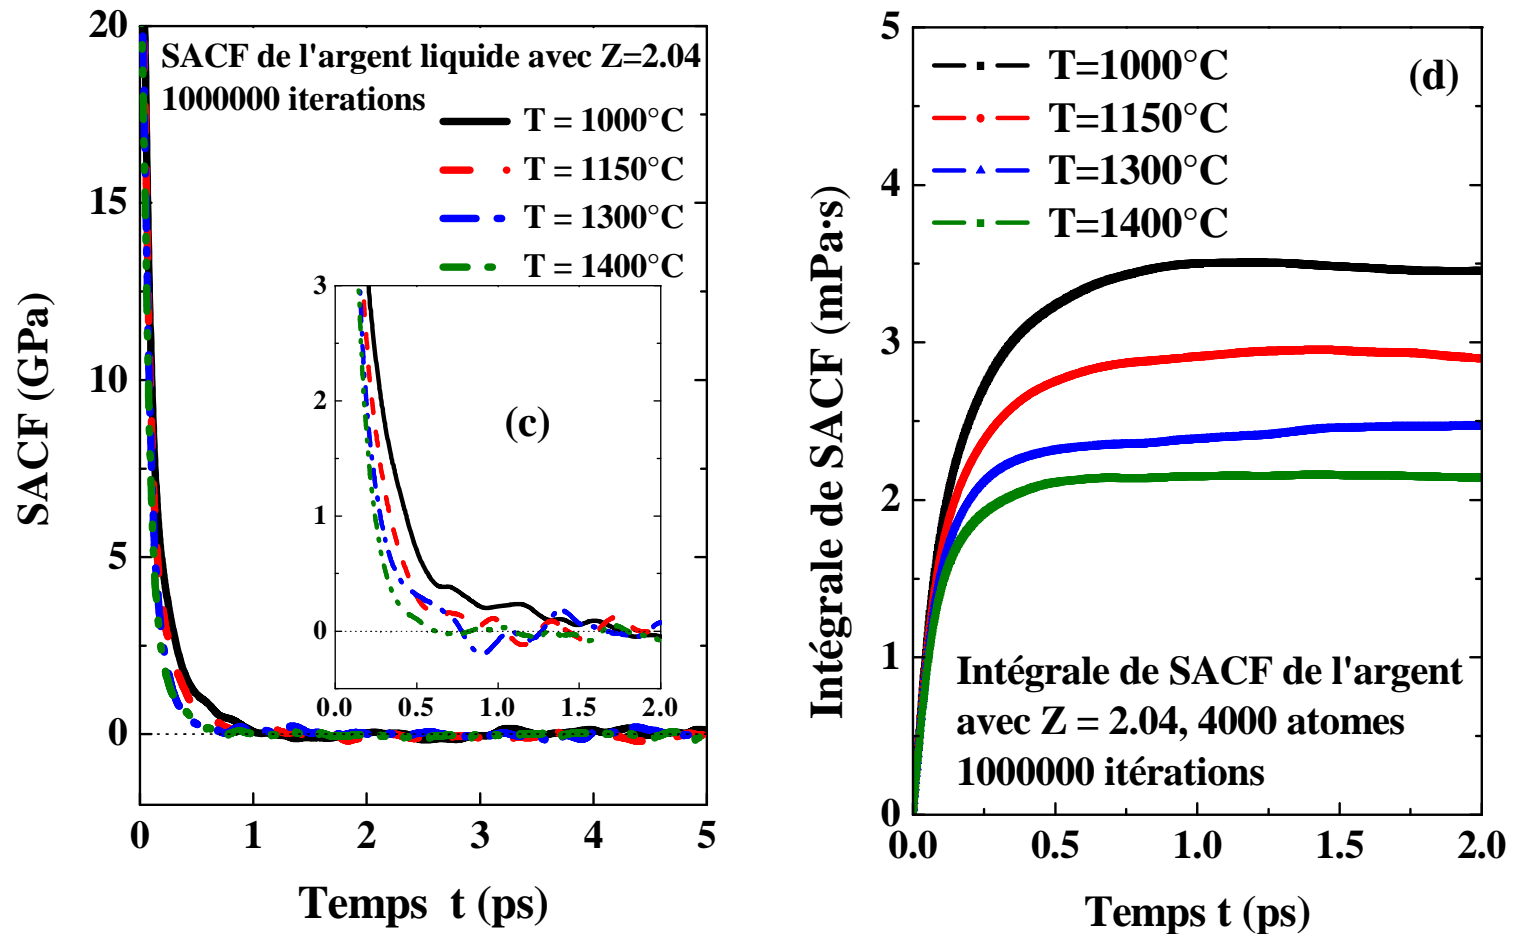 SACF de l'argent liquide avec Z=2.04
1000000 iterations
T = 1000°C
T = 1150°C
T = 1300°C
T = 1400°C
20
15
10
5
0
SACF (GPa)
3
2
1
0
(c)
0.0 0.5 1.0 1.5 2.0
0 1 2 3 4 5
Temps t (ps)
T=1000°C
T=1150°C
T=1300°C
T=1400°C
(d)
5
4
3
2
1
0
Intégrale de SACF (mPa·s)
Intégrale de SACF de l'argent
avec Z = 2.04, 4000 atomes
1000000 itérations
0.0 0.5 1.0 1.5 2.0
Temps t (ps)